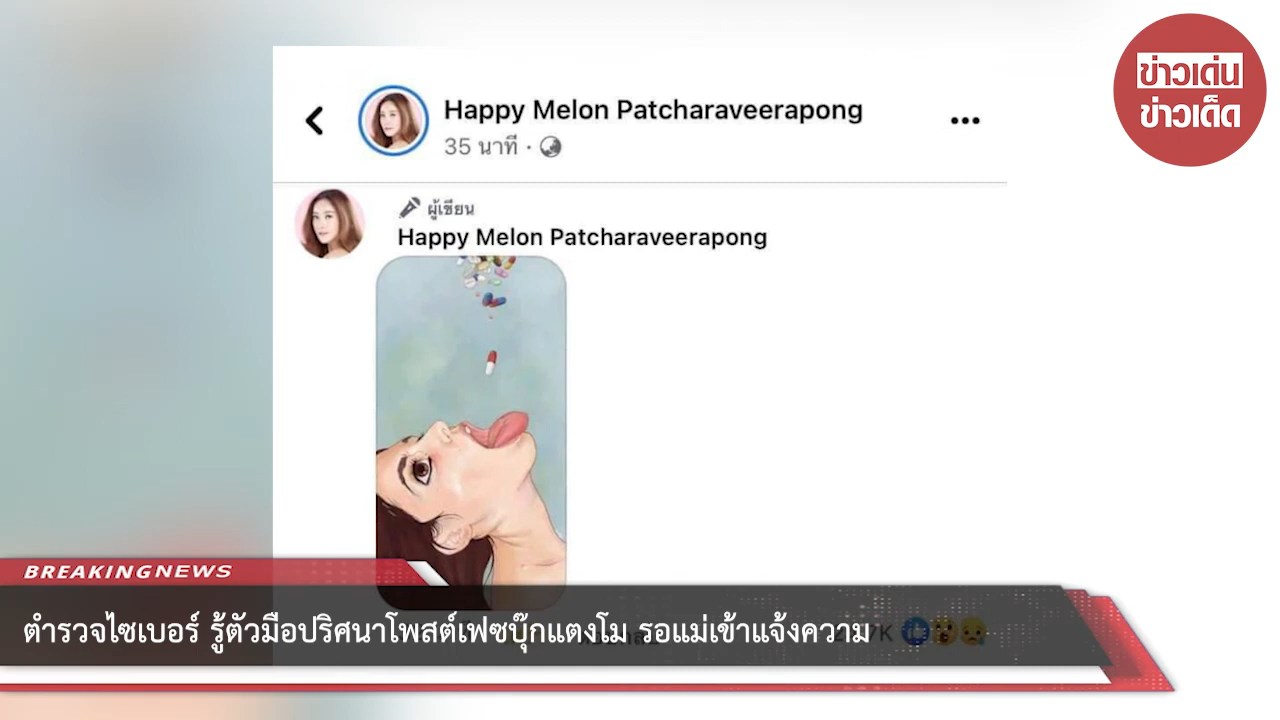 ข่าวเด่น
ข่าวเด็ด
Happy Melon Patcharaveerapong
35 นาที ·
ผู้เขียน
Happy Melon Patcharaveerapong
BREAKING NEWS
ตำรวจไซเบอร์ รู้ตัวมือปริศนาโพสต์เฟซบุ๊กแตงโม รอแม่เข้าแจ้งความ